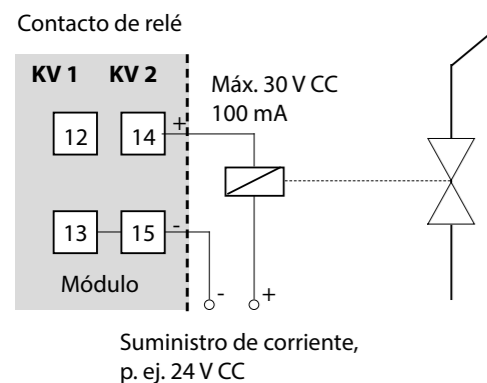 Contacto de relé
KV 1 KV 2
Máx. 30 V CC
100 mA
12 14 +
13 15 -
Módulo
- +
Suministro de corriente,
p. ej. 24 V CC